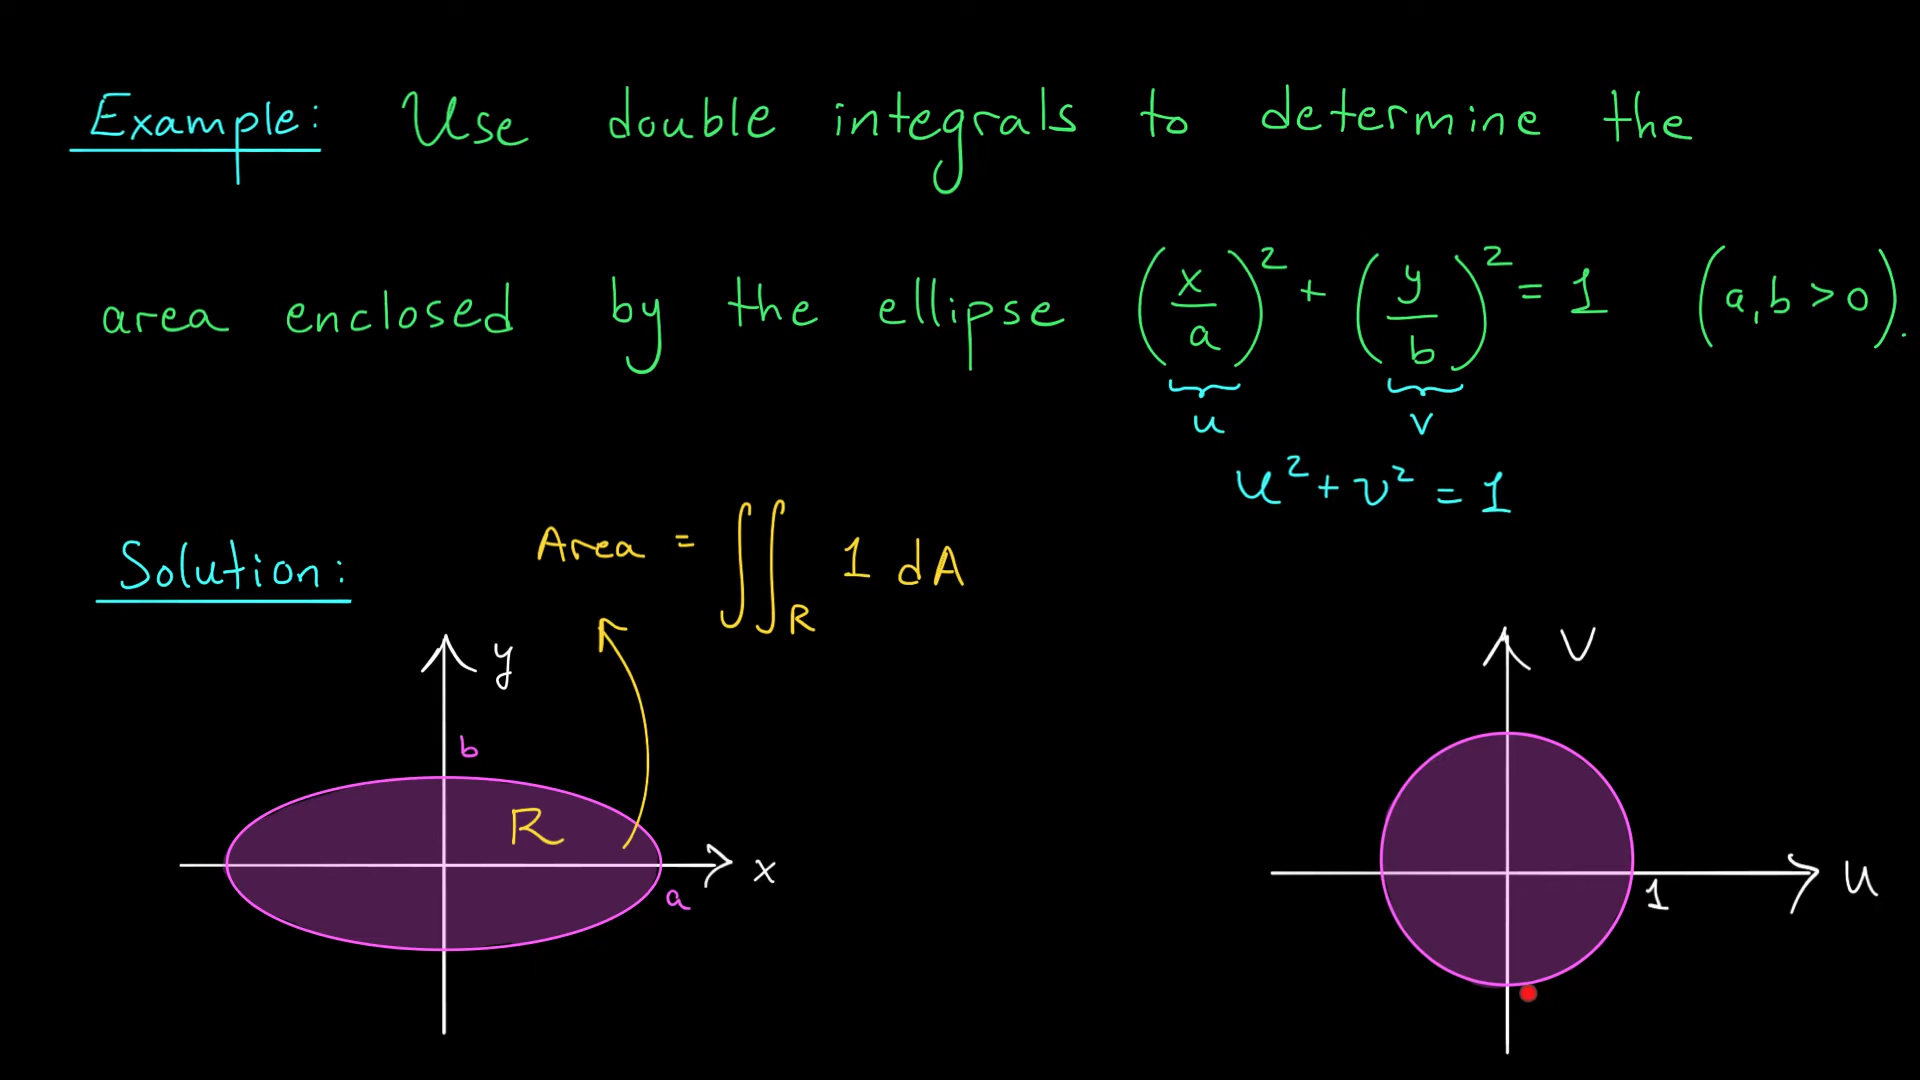 Example: Use double integrals to determine the
area enclosed by the ellipse (x/a)² + (y/b)² = 1 (a, b > 0).
u v
u² + v² = 1
Solution: Area = ∬_R 1 dA
y
b
R
x
a
V
u
1